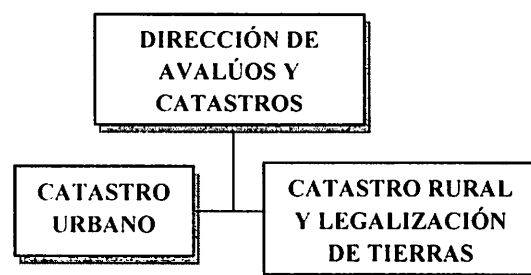 DIRECCIÓN DE
AVALÚOS Y
CATASTROS
CATASTRO
URBANO
CATASTRO RURAL
Y LEGALIZACIÓN
DE TIERRAS